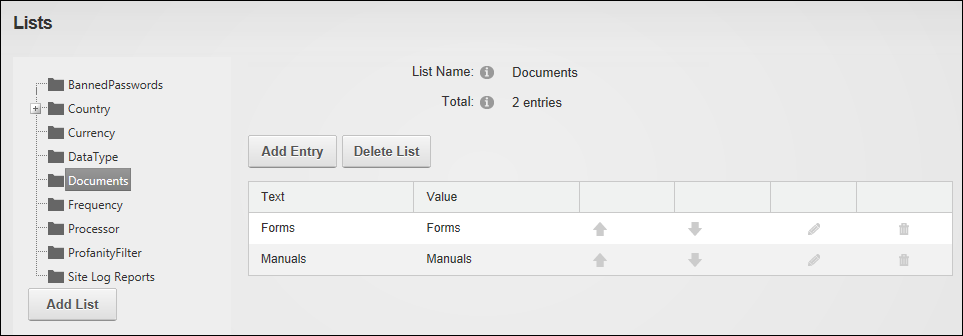 Lists
BannedPasswords
Country
Currency
DataType
Documents
Frequency
Processor
ProfanityFilter
Site Log Reports
Add List
List Name: Documents
Total: 2 entries
Add Entry Delete List
Text Value
Forms Forms
Manuals Manuals